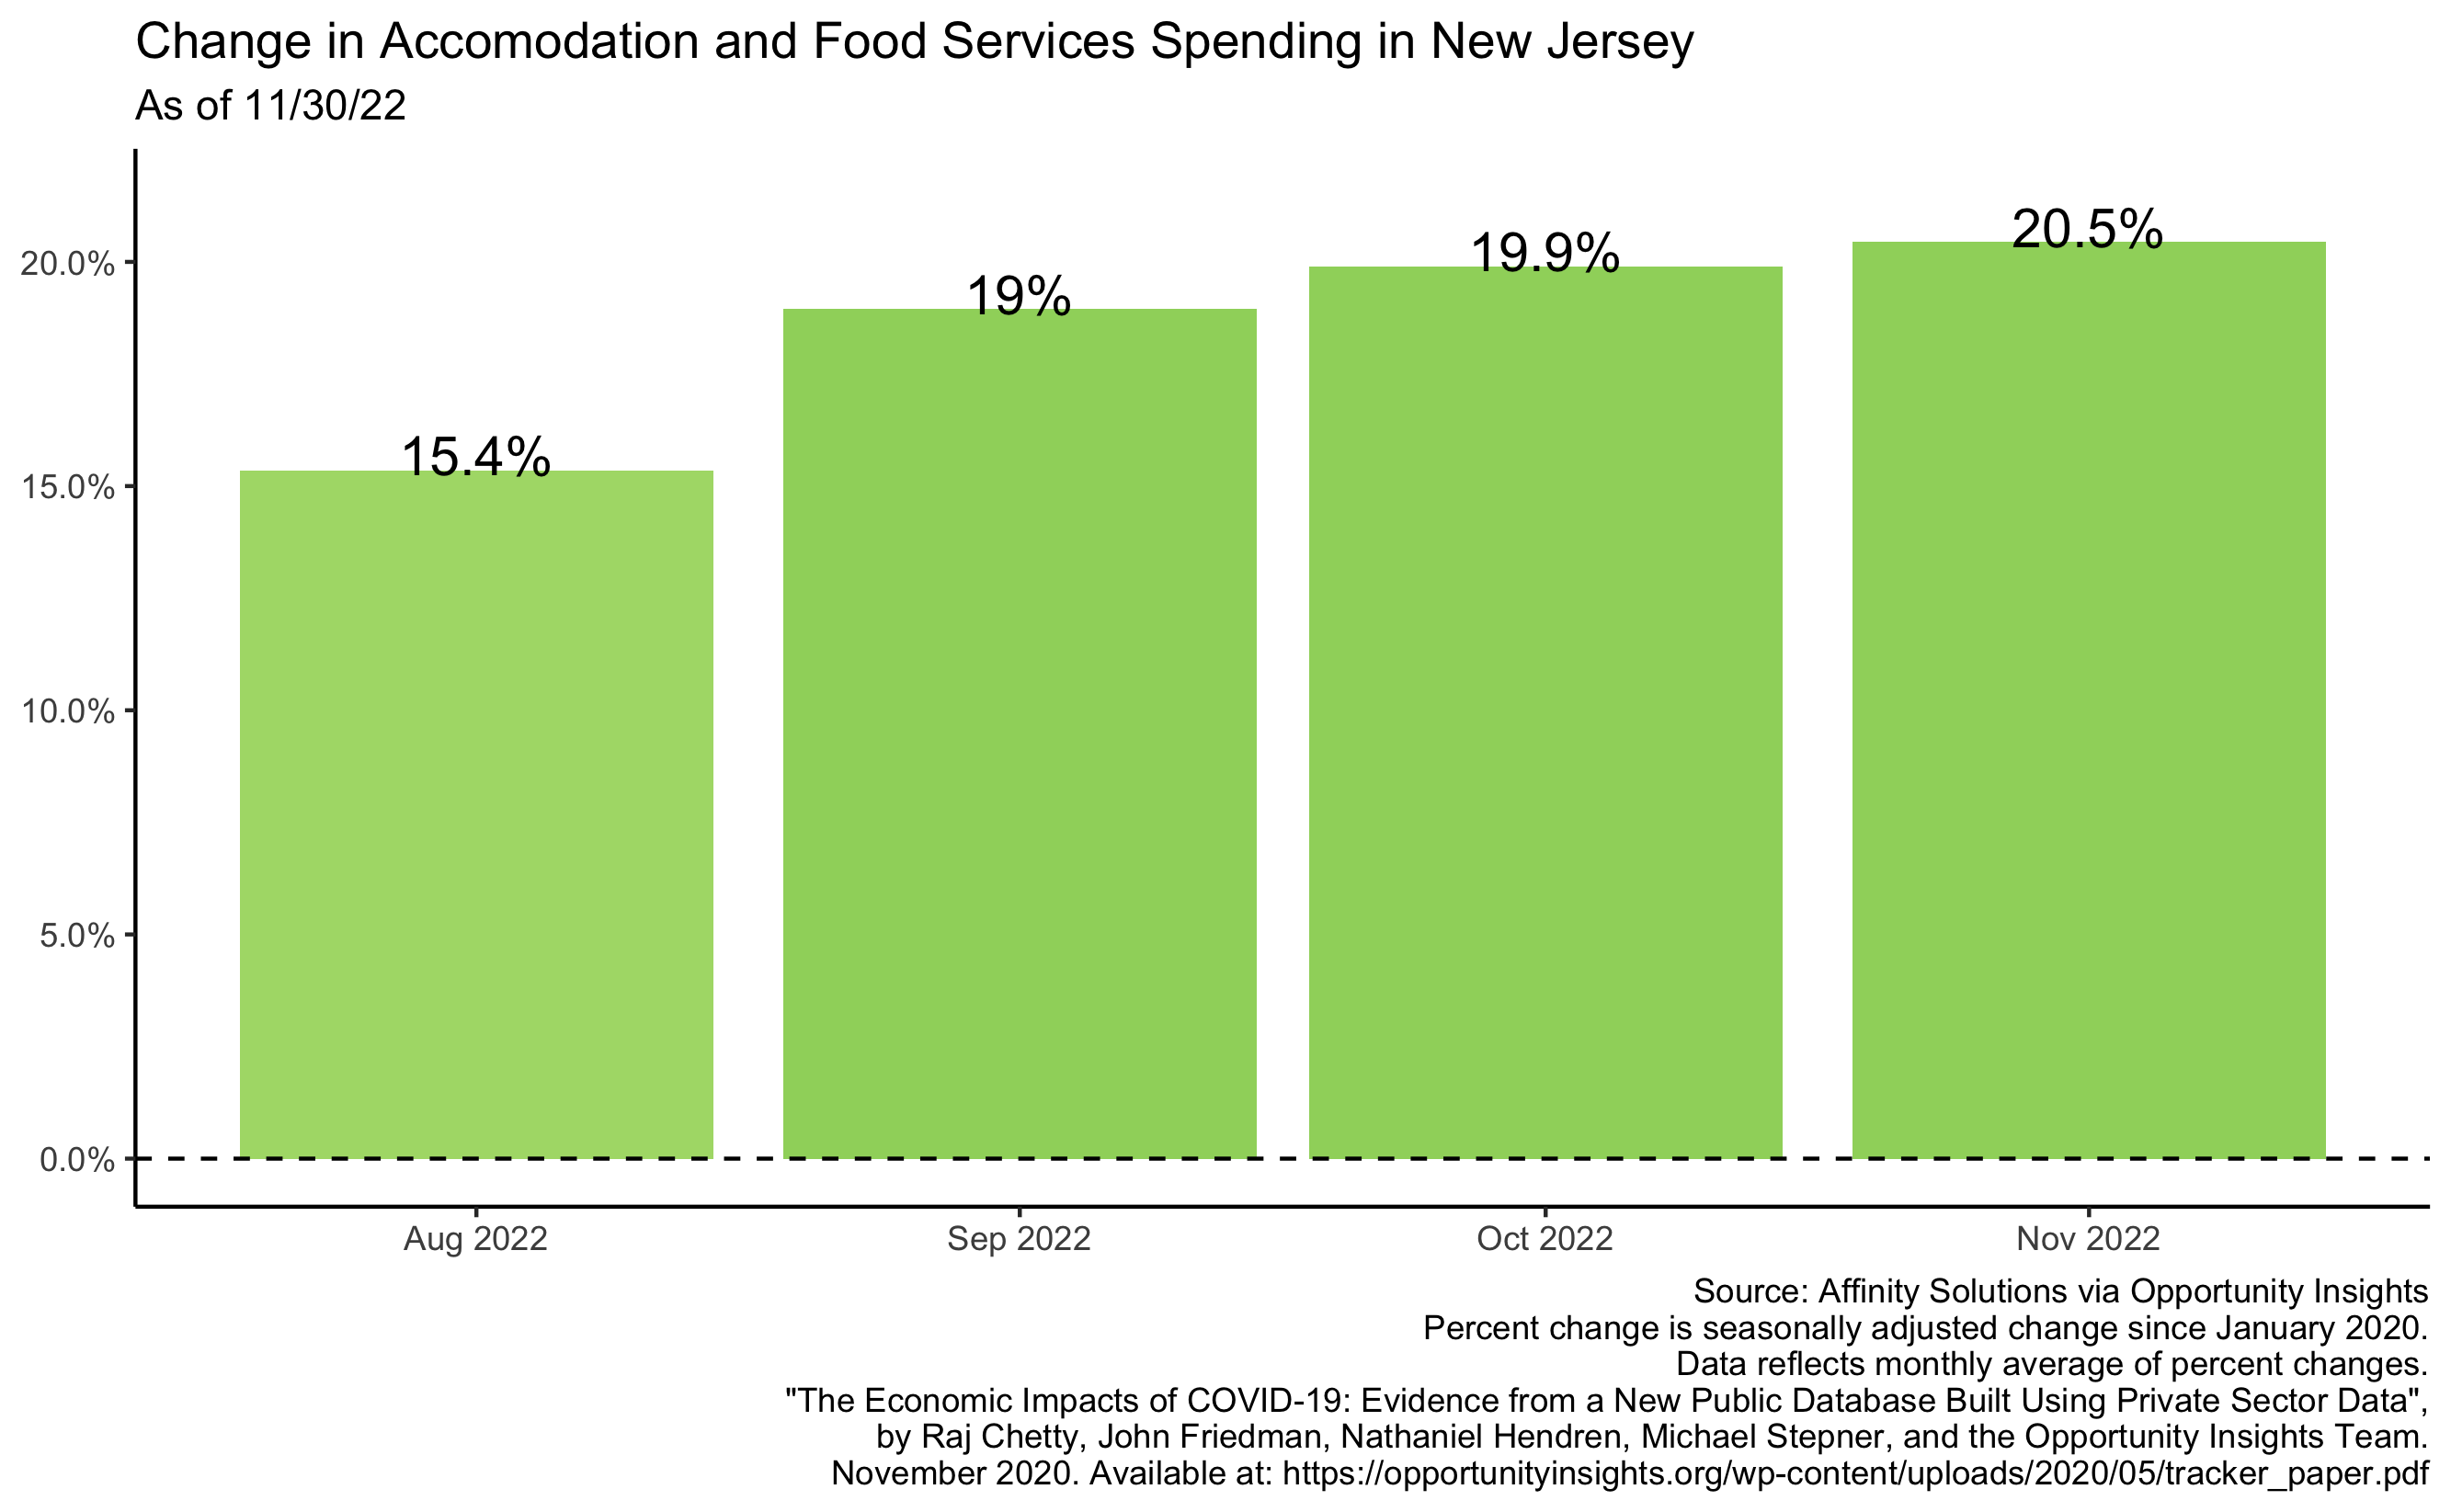 Change in Accomodation and Food Services Spending in New Jersey
As of 11/30/22
20.0%
15.0%
10.0%
5.0%
0.0%
15.4%
19%
19.9%
20.5%
Aug 2022
Sep 2022
Oct 2022
Nov 2022
Source: Affinity Solutions via Opportunity Insights
Percent change is seasonally adjusted change since January 2020.
Data reflects monthly average of percent changes.
"The Economic Impacts of COVID-19: Evidence from a New Public Database Built Using Private Sector Data",
by Raj Chetty, John Friedman, Nathaniel Hendren, Michael Stepner, and the Opportunity Insights Team.
November 2020. Available at: https://opportunityinsights.org/wp-content/uploads/2020/05/tracker_paper.pdf